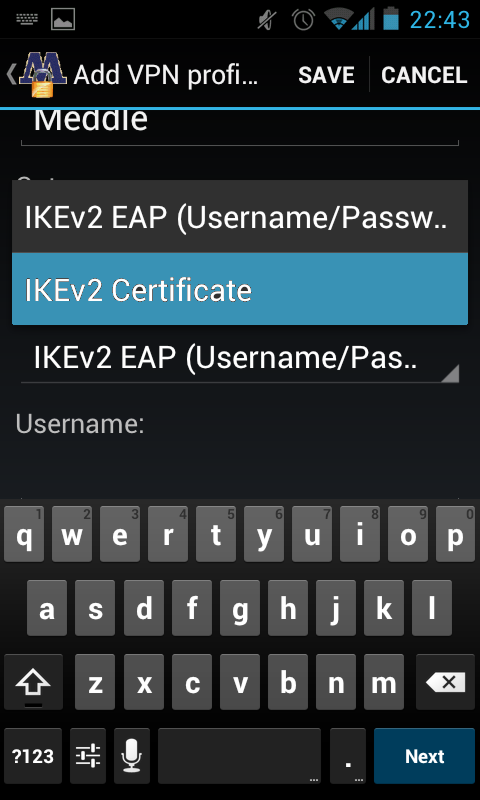 22:43
Add VPN profi... SAVE CANCEL
Meddle
IKEv2 EAP (Username/Passw..
IKEv2 Certificate
IKEv2 EAP (Username/Pas..
Username:
1 2 3 4 5 6 7 8 9 0
q w e r t y u i o p
a s d f g h j k l
z x c v b n m
?123 ... . ... Next